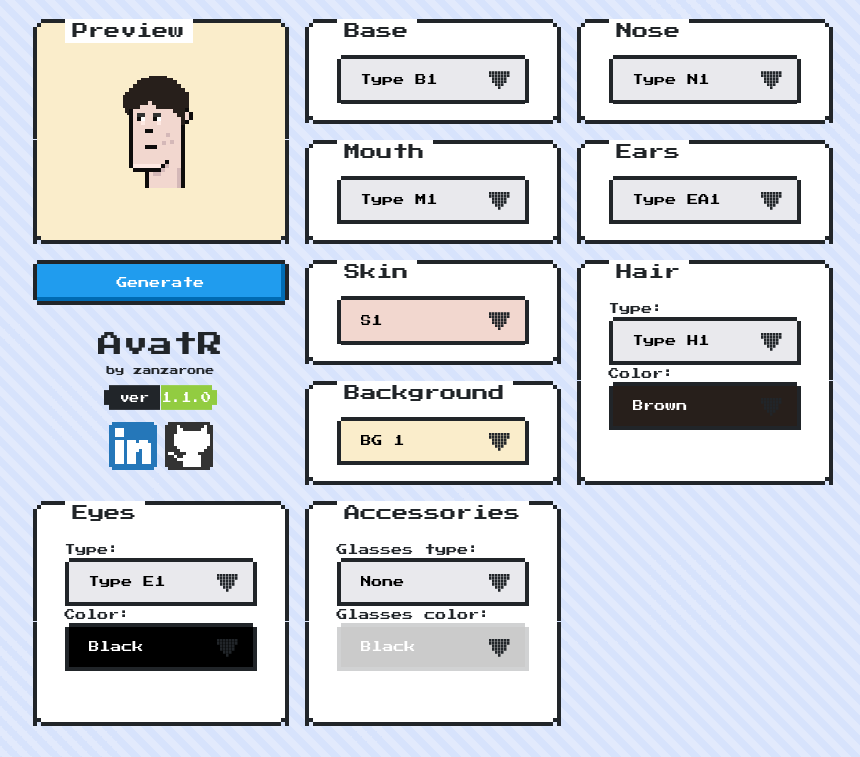 Preview
Base
Type B1
Nose
Type N1
Mouth
Type M1
Ears
Type EA1
Generate
AvatR
by zanzarone
ver 1.1.0
in
Skin
S1
Hair
Type:
Type H1
Color:
Brown
Background
BG 1
Eyes
Type:
Type E1
Color:
Black
Accessories
Glasses type:
None
Glasses color:
Black